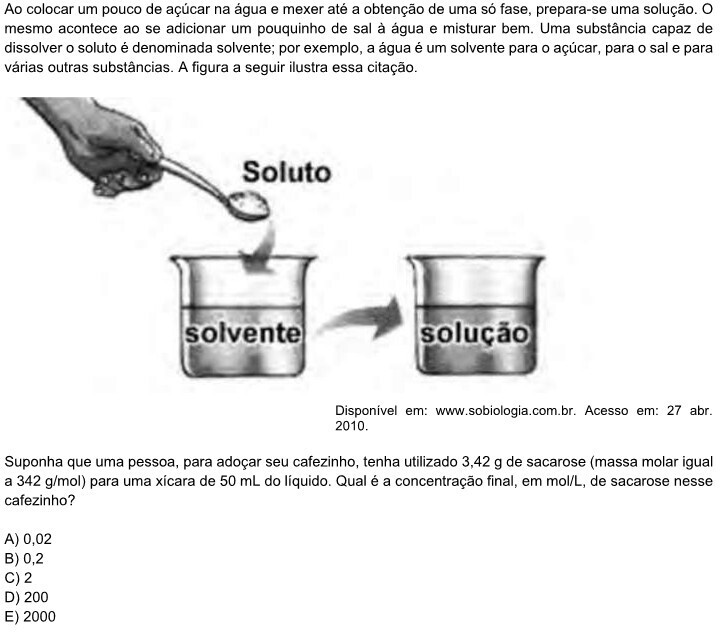 Ao colocar um pouco de açúcar na água e mexer até a obtenção de uma só fase, prepara-se uma solução. O
mesmo acontece ao se adicionar um pouquinho de sal à água e misturar bem. Uma substância capaz de
dissolver o soluto é denominada solvente; por exemplo, a água é um solvente para o açúcar, para o sal e para
várias outras substâncias. A figura a seguir ilustra essa citação.
Soluto
solvente
solução
Disponível em: www.sobiologia.com.br. Acesso em: 27 abr.
2010.
Suponha que uma pessoa, para adoçar seu cafezinho, tenha utilizado 3,42 g de sacarose (massa molar igual
a 342 g/mol) para uma xícara de 50 mL do líquido. Qual é a concentração final, em mol/L, de sacarose nesse
cafezinho?
A) 0,02
B) 0,2
C) 2
D) 200
E) 2000